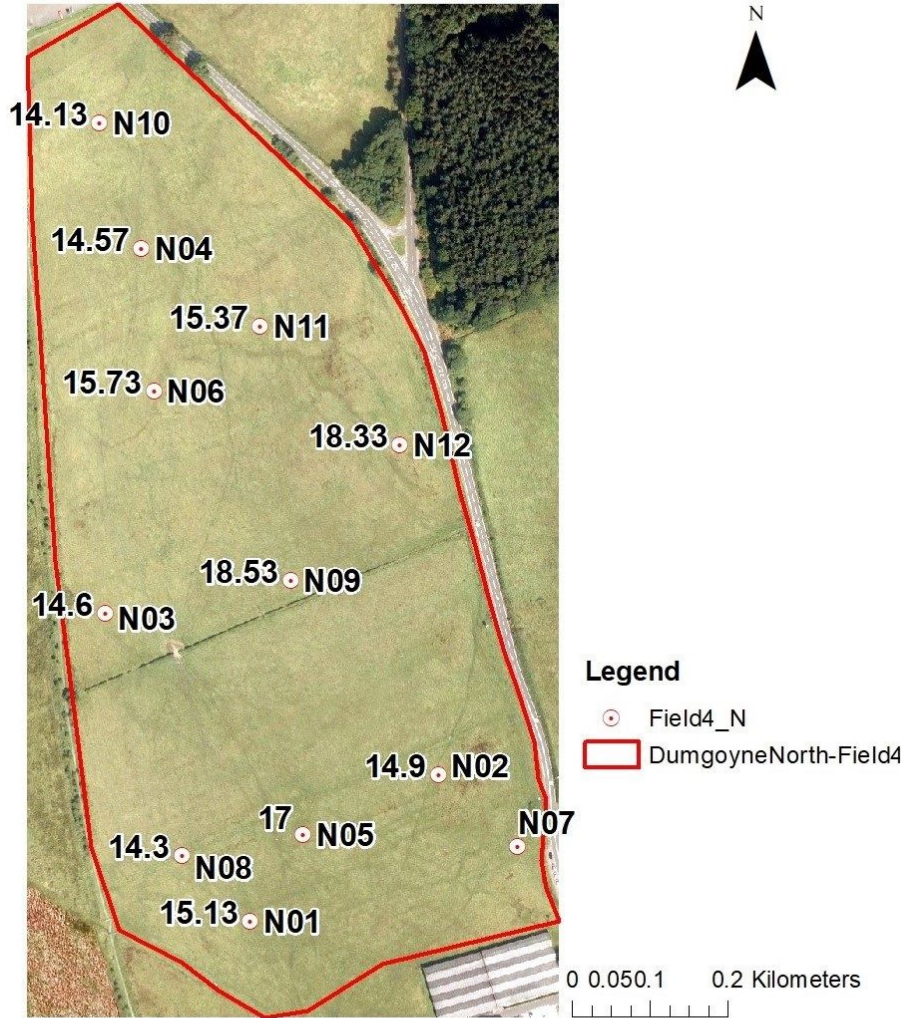 N
14.13 N10
14.57 N04
15.37 N11
15.73 N06
18.33 N12
18.53 N09
14.6 N03
14.9 N02
17 N05
N07
14.3 N08
15.13 N01
Legend
Field4_N
DumgoyneNorth-Field4
0 0.050.1 0.2 Kilometers